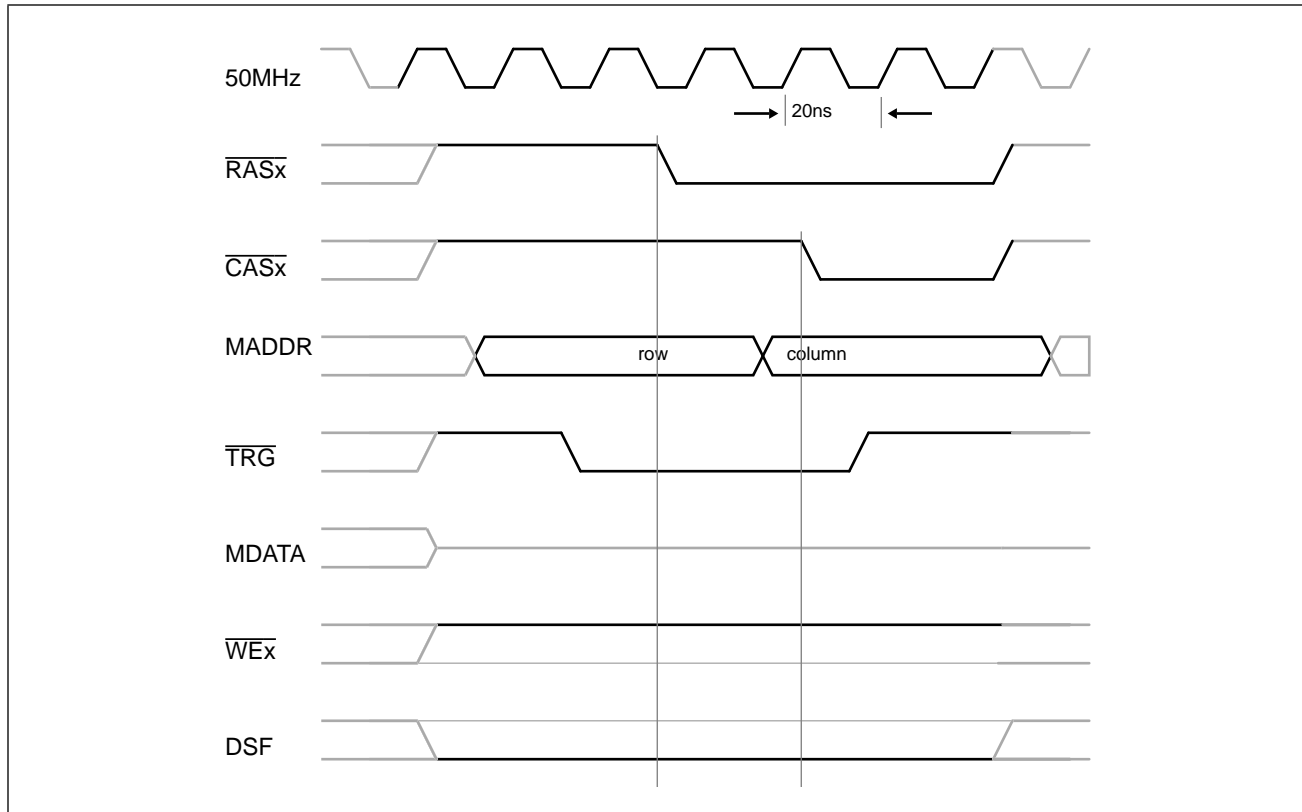 50MHz
20ns
RASx
CASx
MADDR
row
column
TRG
MDATA
WEx
DSF